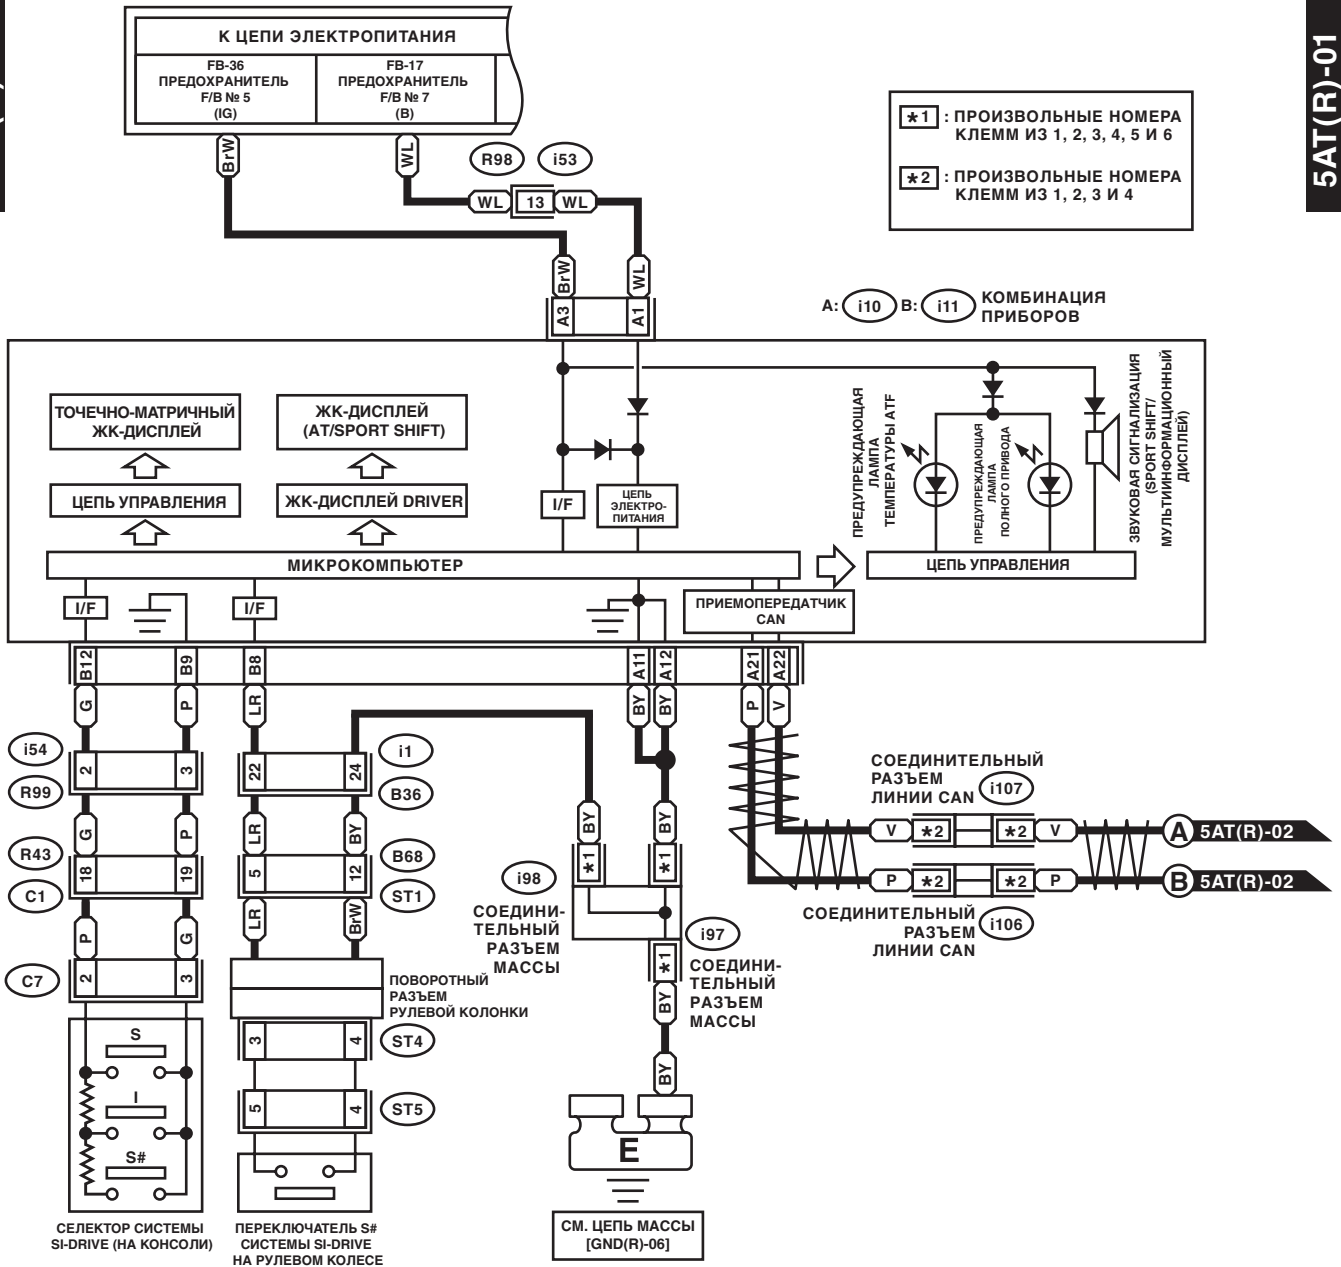 К ЦЕПИ ЭЛЕКТРОПИТАНИЯ
FB-36
ПРЕДОХРАНИТЕЛЬ
F/B № 5
(IG)
FB-17
ПРЕДОХРАНИТЕЛЬ
F/B № 7
(B)
5AT(R)-01
*1 : ПРОИЗВОЛЬНЫЕ НОМЕРА
КЛЕММ ИЗ 1, 2, 3, 4, 5 И 6
*2 : ПРОИЗВОЛЬНЫЕ НОМЕРА
КЛЕММ ИЗ 1, 2, 3 И 4
BrW
WL
R98
i53
WL
13
WL
BrW
WL
A3
A1
A: i10 B: i11 КОМБИНАЦИЯ
ПРИБОРОВ
ТОЧЕЧНО-МАТРИЧНЫЙ
ЖК-ДИСПЛЕЙ
ЖК-ДИСПЛЕЙ
(AT/SPORT SHIFT)
ЦЕПЬ УПРАВЛЕНИЯ
ЖК-ДИСПЛЕЙ DRIVER
I/F
ЦЕПЬ
ЭЛЕКТРО-
ПИТАНИЯ
ПРЕДУПРЕЖДАЮЩАЯ
ЛАМПА
ТЕМПЕРАТУРЫ ATF
ПРЕДУПРЕЖДАЮЩАЯ
ЛАМПА
ПОЛНОГО ПРИВОДА
ЗВУКОВАЯ СИГНАЛИЗАЦИЯ
(SPORT SHIFT/
МУЛЬТИИНФОРМАЦИОННЫЙ
ДИСПЛЕЙ)
МИКРОКОМПЬЮТЕР
ЦЕПЬ УПРАВЛЕНИЯ
I/F
I/F
ПРИЕМОПЕРЕДАТЧИК
CAN
B12
B9
B8
A11
A12
A21
A22
G
P
LR
BY
BY
P
V
i54
2
3
22
24
i1
R99
B36
G
P
LR
BY
BY
BY
СОЕДИНИТЕЛЬНЫЙ
РАЗЪЕМ
ЛИНИИ CAN
i107
V
*2
*2
V
A 5AT(R)-02
R43
18
19
5
12
B68
*1
*1
C1
ST1
i98
P
*2
*2
P
B 5AT(R)-02
СОЕДИНИТЕЛЬНЫЙ
РАЗЪЕМ
ЛИНИИ CAN
i106
P
G
LR
BrW
СОЕДИНИ-
ТЕЛЬНЫЙ
РАЗЪЕМ
МАССЫ
i97
C7
2
3
ПОВОРОТНЫЙ
РАЗЪЕМ
РУЛЕВОЙ КОЛОНКИ
*1
СОЕДИНИ-
ТЕЛЬНЫЙ
РАЗЪЕМ
МАССЫ
BY
S
3
4
ST4
BY
I
5
4
ST5
S#
E
СЕЛЕКТОР СИСТЕМЫ
SI-DRIVE (НА КОНСОЛИ)
ПЕРЕКЛЮЧАТЕЛЬ S#
СИСТЕМЫ SI-DRIVE
НА РУЛЕВОМ КОЛЕСЕ
СМ. ЦЕПЬ МАССЫ
[GND(R)-06]